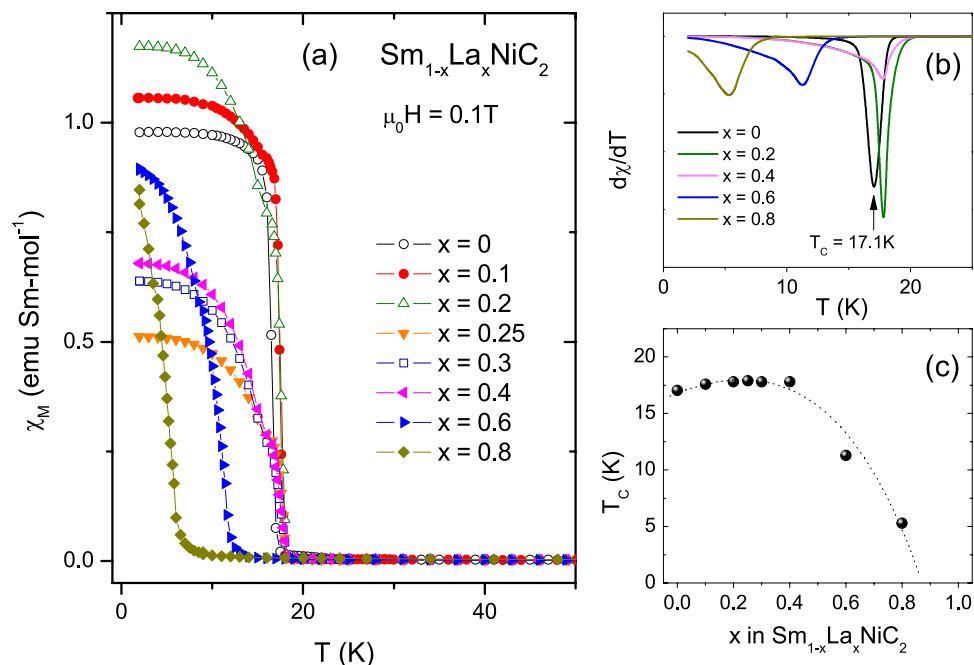 (a)
Sm₁₋ₓLaₓNiC₂
μ₀H = 0.1T
x = 0
x = 0.1
x = 0.2
x = 0.25
x = 0.3
x = 0.4
x = 0.6
x = 0.8
1.0
0.5
0.0
0 20 40
χ_M (emu Sm-mol⁻¹)
T (K)
(b)
x = 0
x = 0.2
x = 0.4
x = 0.6
x = 0.8
T_C = 17.1K
dχ/dT
0 10 20
T (K)
(c)
20
15
10
5
0
0.0 0.2 0.4 0.6 0.8 1.0
T_C (K)
x in Sm₁₋ₓLaₓNiC₂